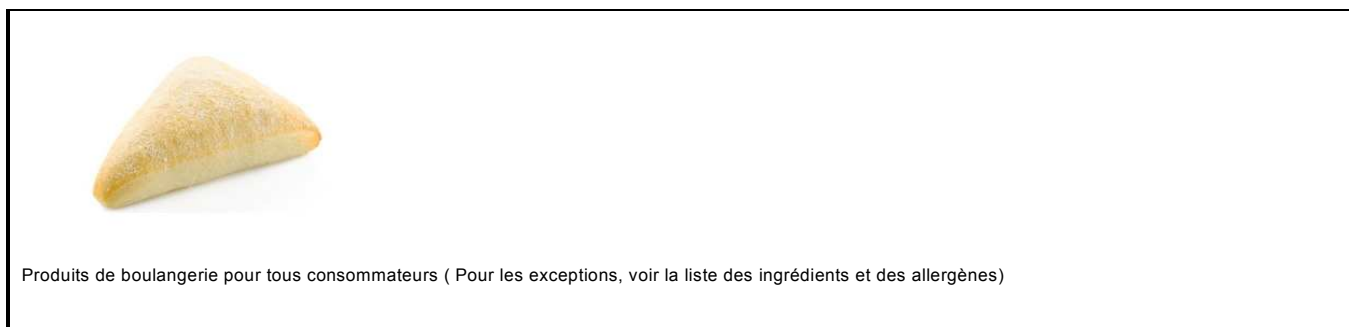 Produits de boulangerie pour tous consommateurs ( Pour les exceptions, voir la liste des ingrédients et des allergènes)